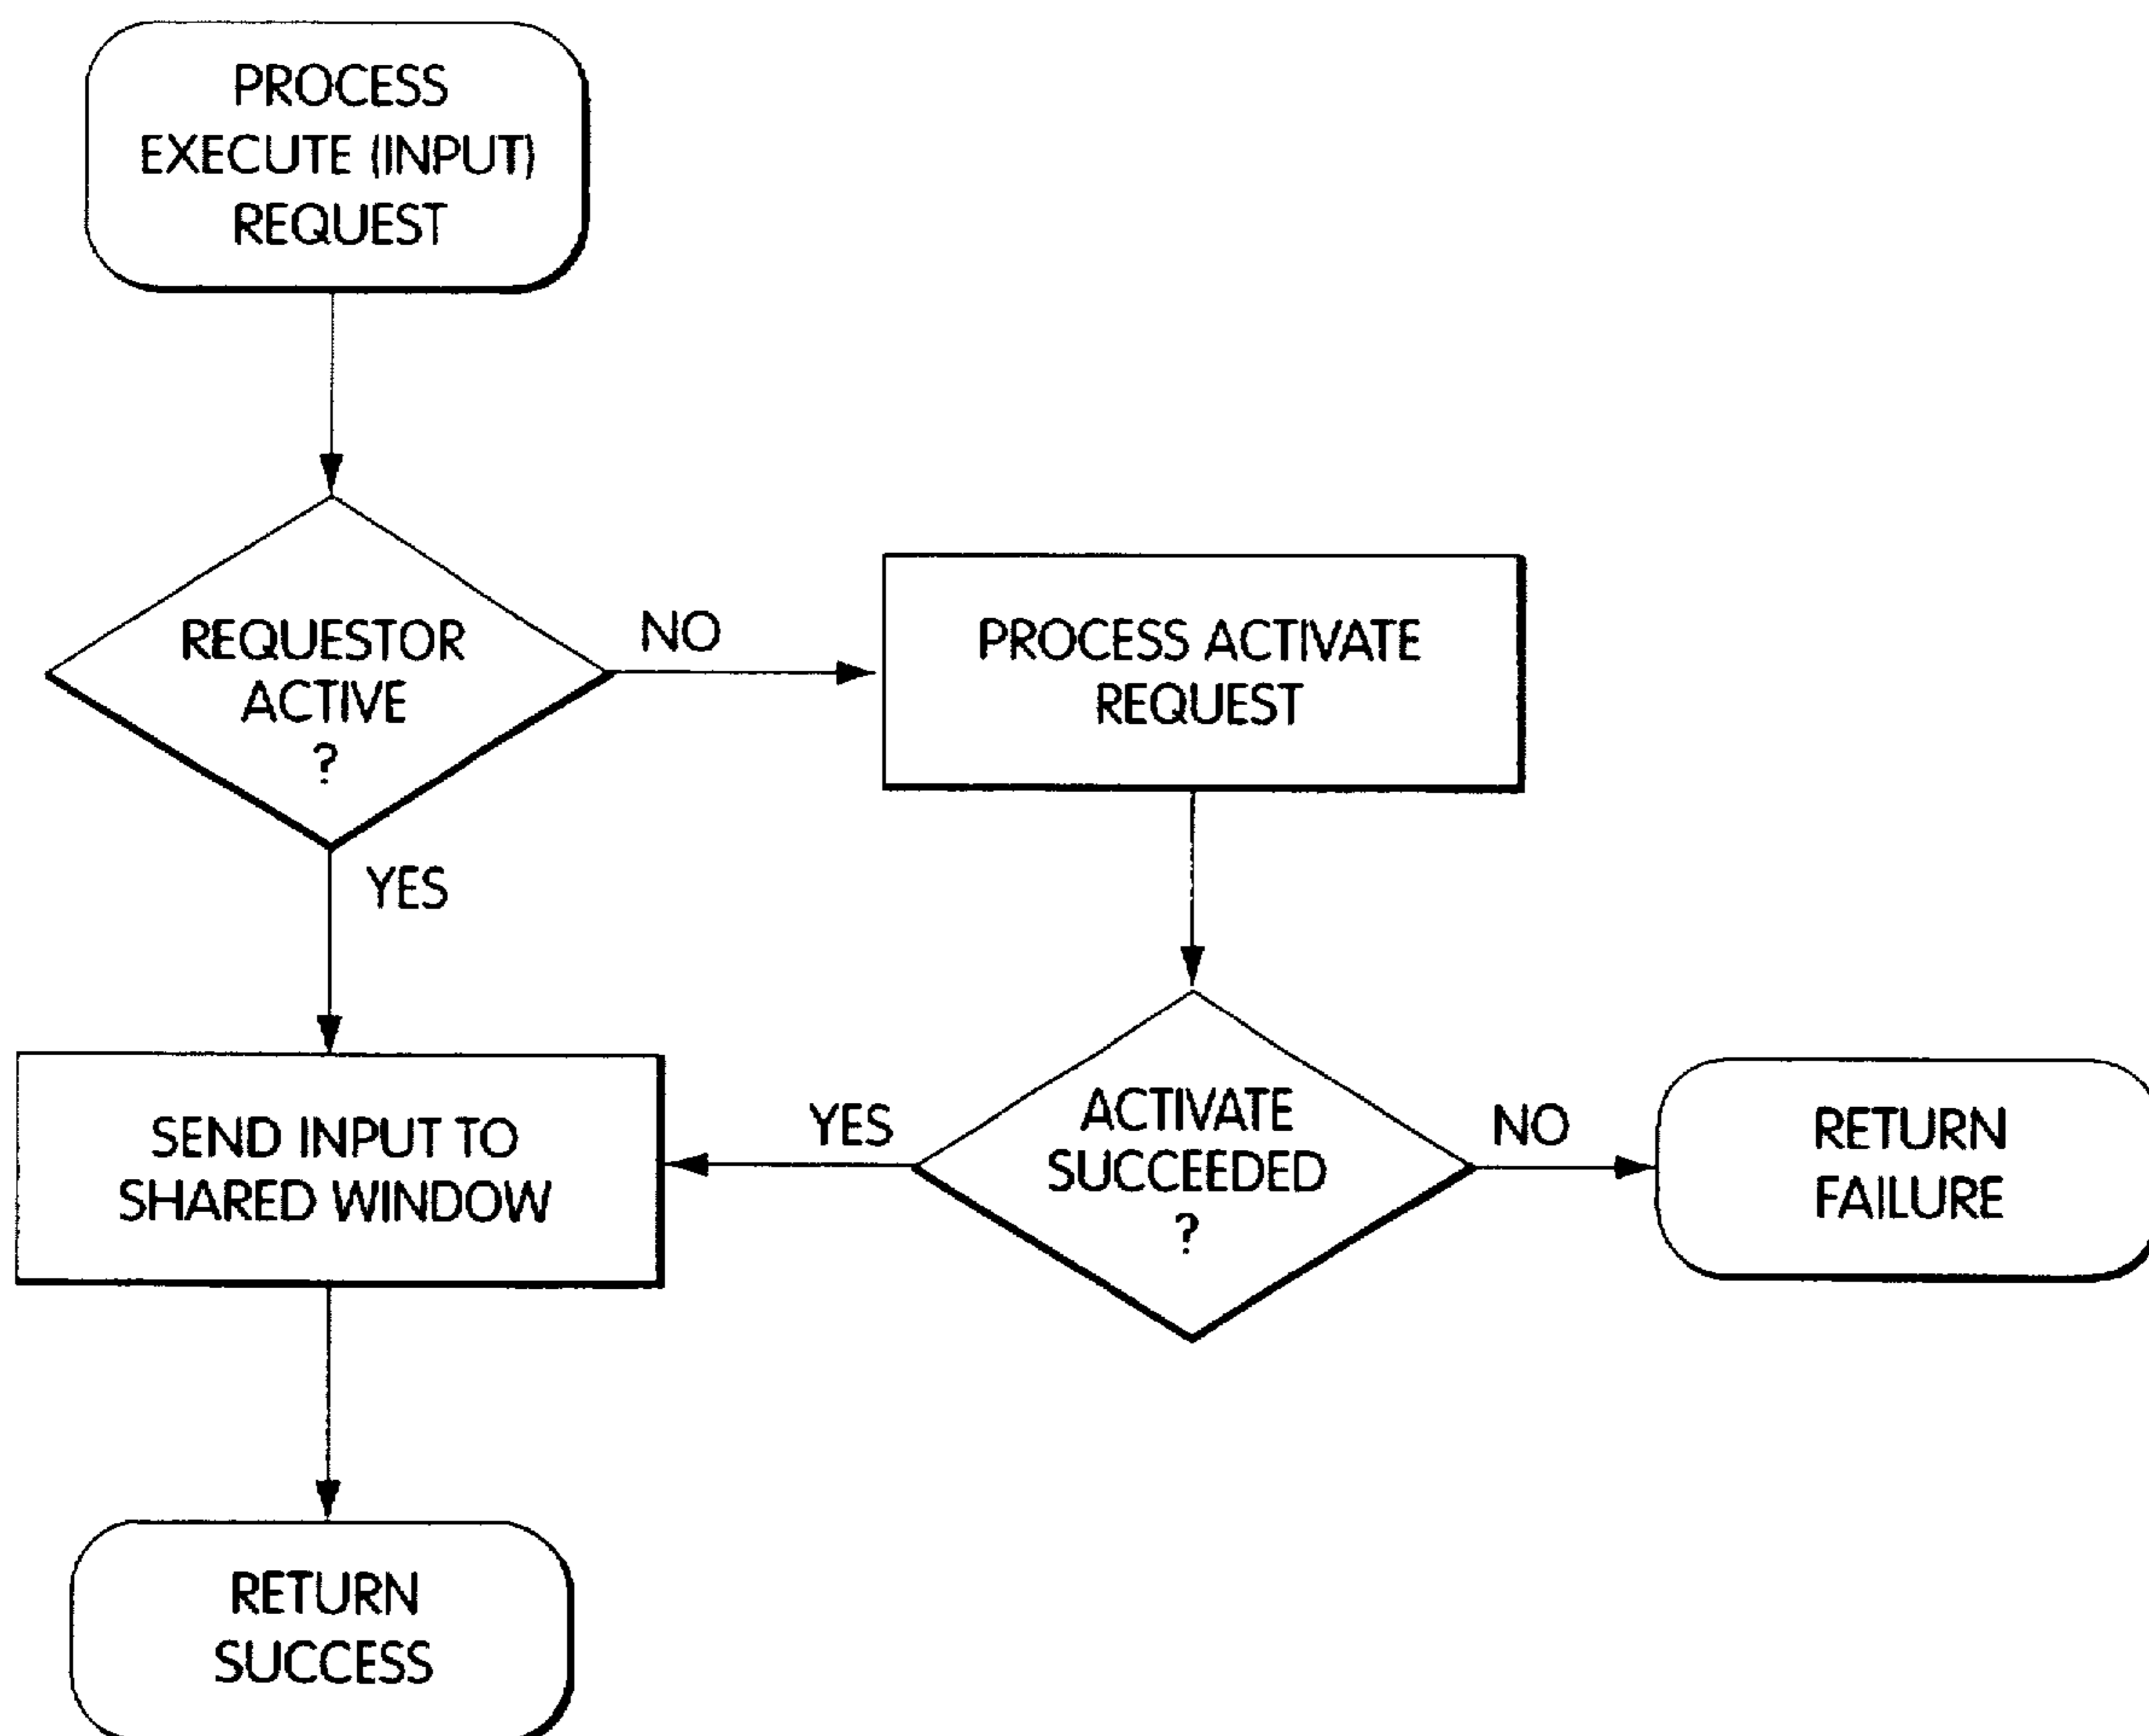 PROCESS
EXECUTE (INPUT)
REQUEST
REQUESTOR
ACTIVE
?
NO
PROCESS ACTIVATE
REQUEST
YES
ACTIVATE
SUCCEEDED
?
YES
NO
SEND INPUT TO
SHARED WINDOW
RETURN
FAILURE
RETURN
SUCCESS